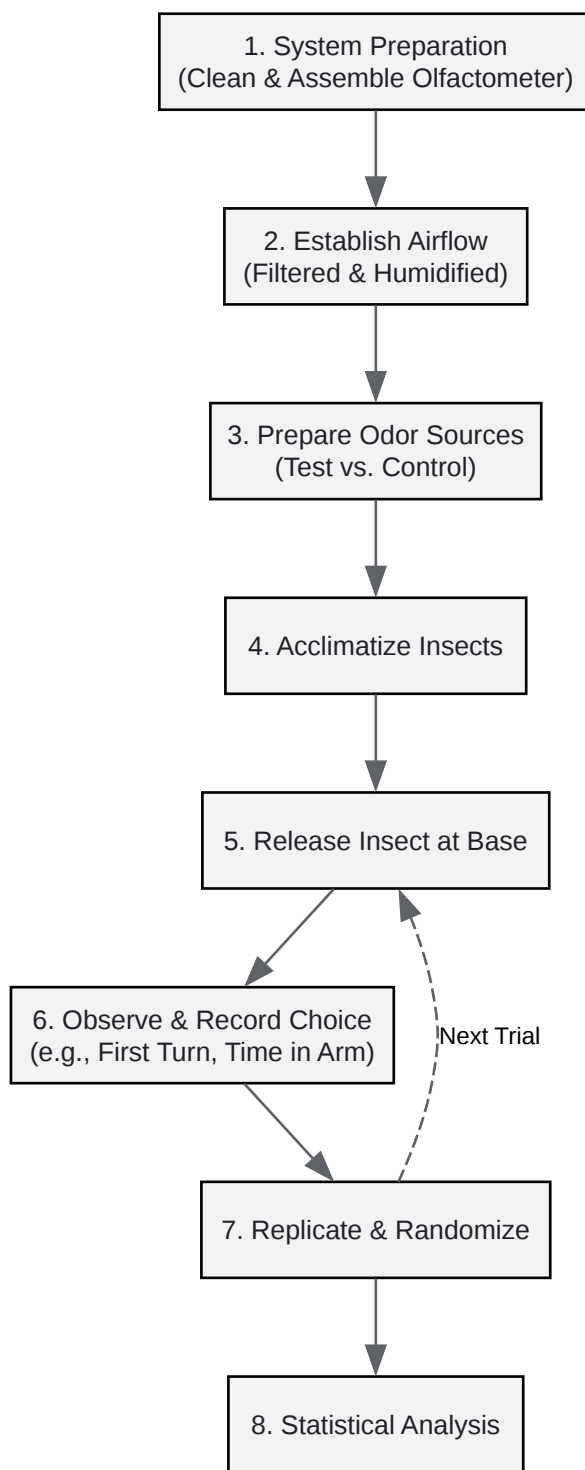 1. System Preparation
(Clean & Assemble Olfactometer)
2. Establish Airflow
(Filtered & Humidified)
3. Prepare Odor Sources
(Test vs. Control)
4. Acclimatize Insects
5. Release Insect at Base
6. Observe & Record Choice
(e.g., First Turn, Time in Arm)
Next Trial
7. Replicate & Randomize
8. Statistical Analysis